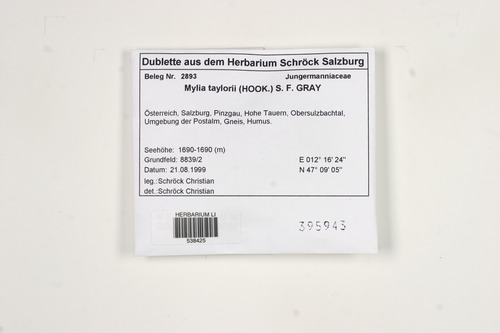 Dublette aus dem Herbarium Schröck Salzburg
Beleg Nr. 2893 Jungermanniaceae
Mylia taylorii (HOOK.) S. F. GRAY
Österreich, Salzburg, Pinzgau, Hohe Tauern, Obersulzbachtal,
Umgebung der Postalm, Gneis, Humus.
Seehöhe: 1690-1690 (m)
Grundfeld: 8839/2 E 012° 16' 24"
Datum: 21.08.1999 N 47° 09' 05"
leg.:Schröck Christian
det.:Schröck Christian
HERBARIUM LI
538425
395943